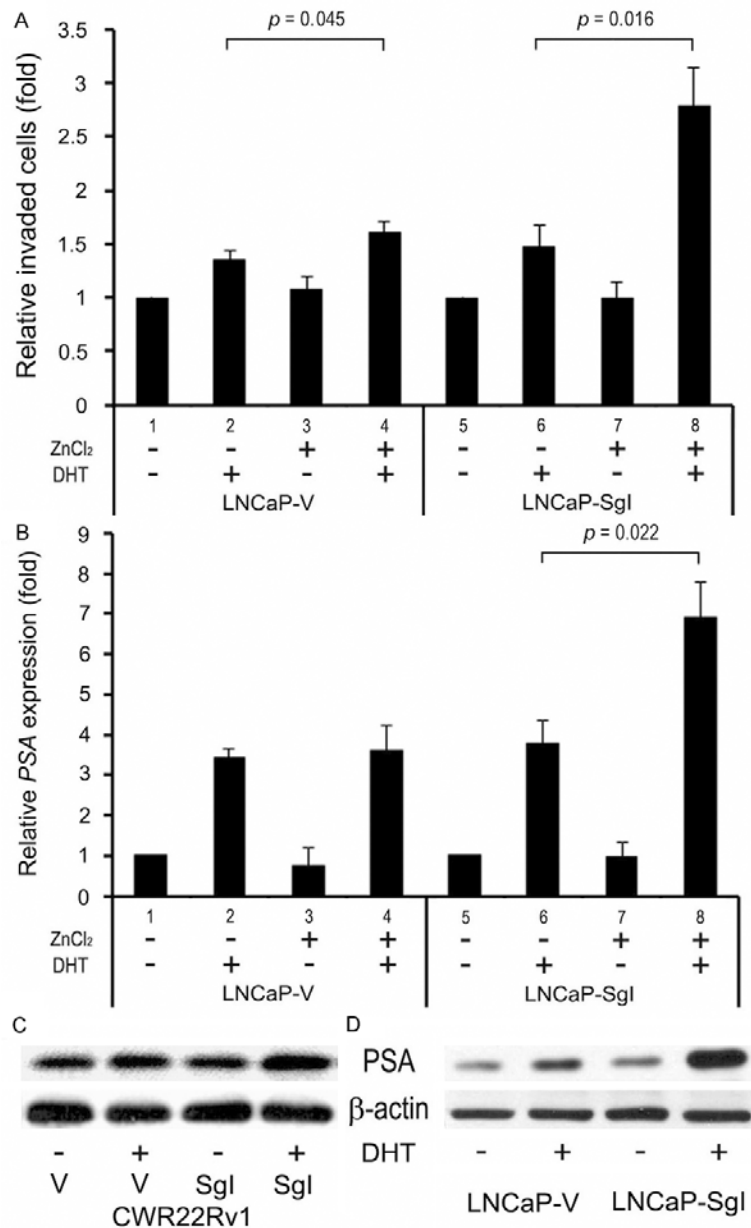 A
p = 0.045
p = 0.016
3.5
3
2.5
2
1.5
1
0.5
0
Relative invaded cells (fold)
1 2 3 4 5 6 7 8
ZnCl₂ - - + + - - + +
DHT - + - + - + - +
LNCaP-V LNCaP-SgI
B
p = 0.022
9
8
7
6
5
4
3
2
1
0
Relative PSA expression (fold)
1 2 3 4 5 6 7 8
ZnCl₂ - - + + - - + +
DHT - + - + - + - +
LNCaP-V LNCaP-SgI
C D
PSA
β-actin
- + - + DHT - + - +
V V SgI SgI
CWR22Rv1
LNCaP-V LNCaP-SgI